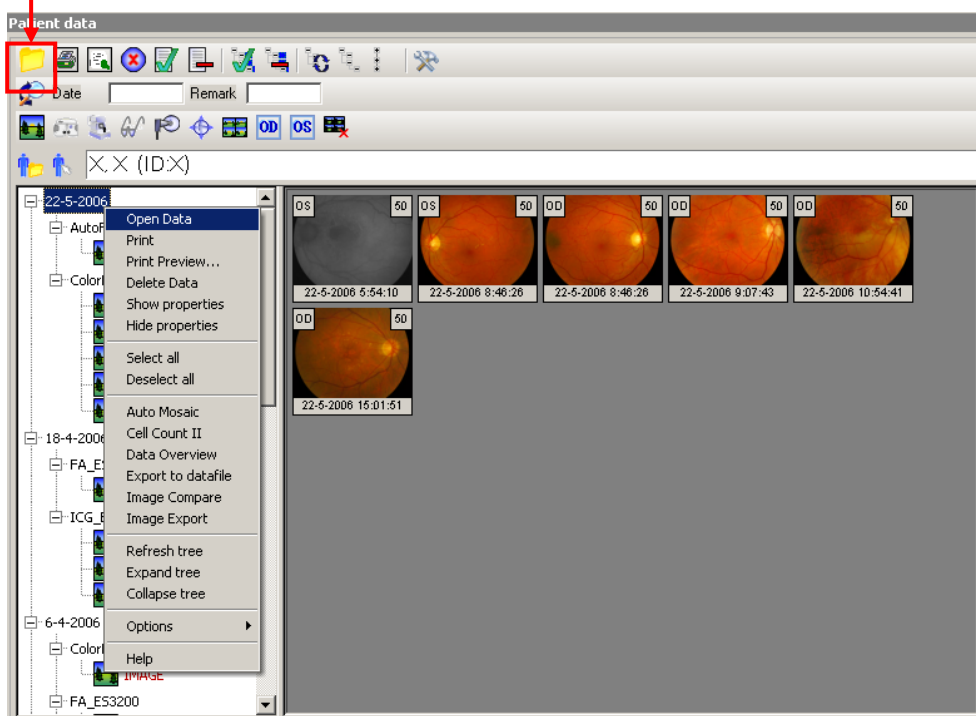 Patient data
Date Remark
OD OS
X, X (ID:X)
22-5-2006
Open Data
Print
Print Preview...
Delete Data
Show properties
Hide properties
Select all
Deselect all
Auto Mosaic
Cell Count II
Data Overview
Export to datafile
Image Compare
Image Export
Refresh tree
Expand tree
Collapse tree
Options
Help
18-4-2006
6-4-2006
IMAGE
FA_ES3200
OS 50 OS 50 OD 50 OD 50 OD 50
22-5-2006 5:54:10 22-5-2006 8:46:26 22-5-2006 8:46:26 22-5-2006 9:07:43 22-5-2006 10:54:41
OD 50
22-5-2006 15:01:51